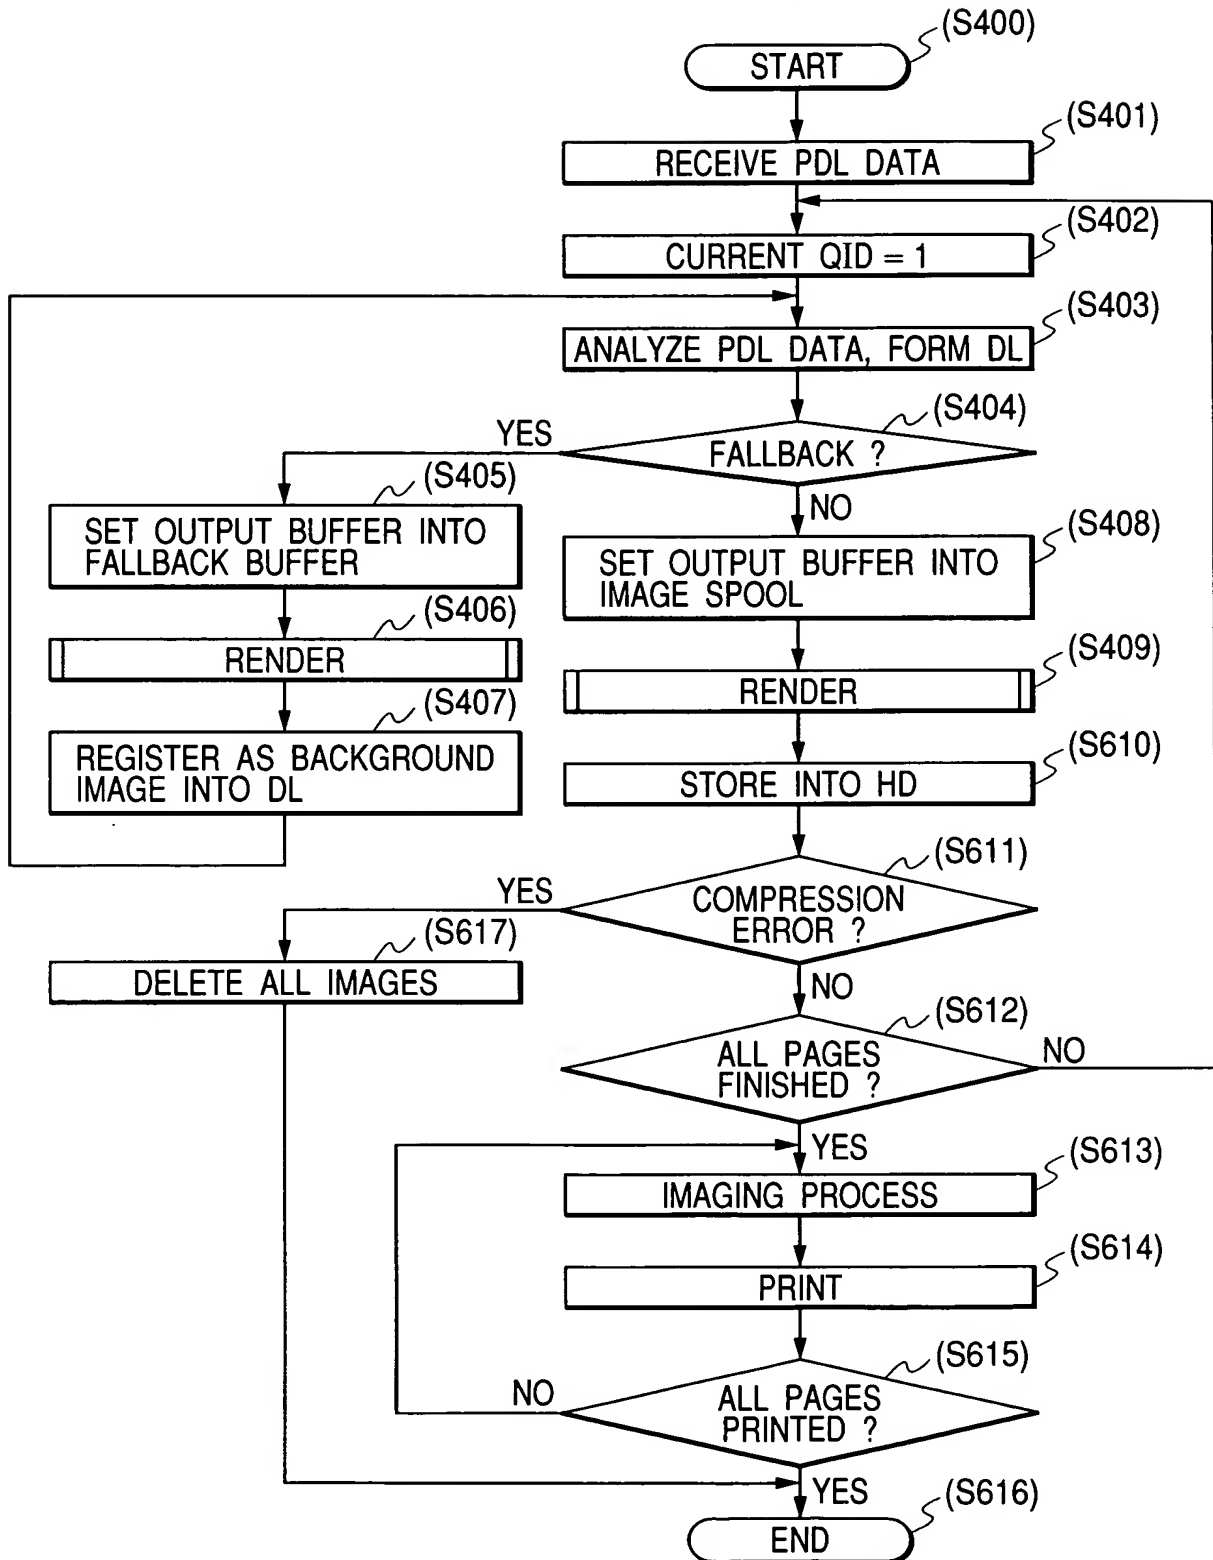 (S400)
START
(S401)
RECEIVE PDL DATA
(S402)
CURRENT QID = 1
(S403)
ANALYZE PDL DATA, FORM DL
(S404)
YES
FALLBACK ?
NO
(S405)
SET OUTPUT BUFFER INTO
FALLBACK BUFFER
(S406)
RENDER
(S407)
REGISTER AS BACKGROUND
IMAGE INTO DL
(S408)
SET OUTPUT BUFFER INTO
IMAGE SPOOL
(S409)
RENDER
(S610)
STORE INTO HD
(S611)
YES
COMPRESSION
ERROR ?
NO
(S617)
DELETE ALL IMAGES
(S612)
ALL PAGES
FINISHED ?
NO
YES
(S613)
IMAGING PROCESS
(S614)
PRINT
(S615)
NO
ALL PAGES
PRINTED ?
YES
(S616)
END